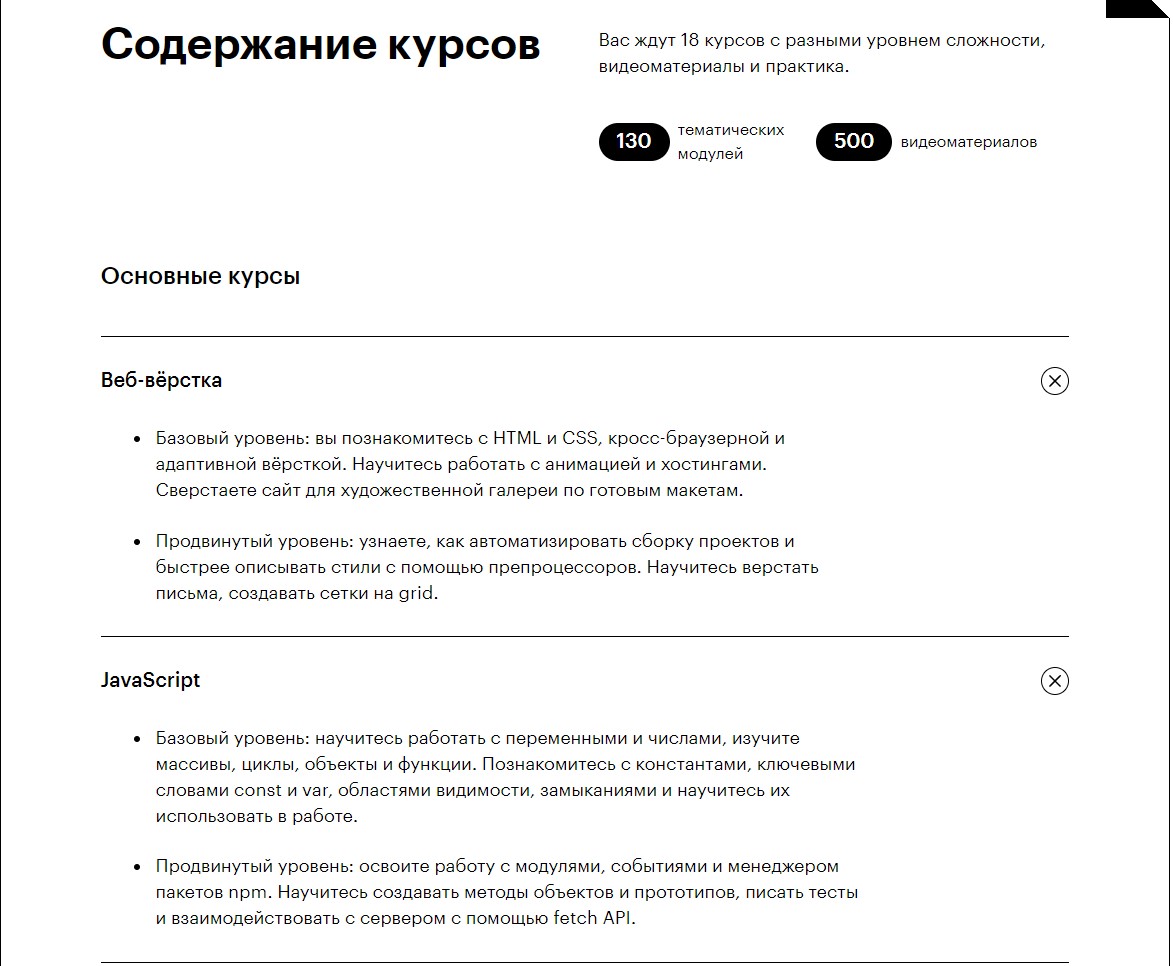 Содержание курсов
Вас ждут 18 курсов с разными уровнем сложности,
видеоматериалы и практика.
130 тематических
модулей
500 видеоматериалов
Основные курсы
Веб-вёрстка
• Базовый уровень: вы познакомитесь с HTML и CSS, кросс-браузерной и
адаптивной вёрсткой. Научитесь работать с анимацией и хостингами.
Сверстаете сайт для художественной галереи по готовым макетам.
• Продвинутый уровень: узнаете, как автоматизировать сборку проектов и
быстрее описывать стили с помощью препроцессоров. Научитесь верстать
письма, создавать сетки на grid.
JavaScript
• Базовый уровень: научитесь работать с переменными и числами, изучите
массивы, циклы, объекты и функции. Познакомитесь с константами, ключевыми
словами const и var, областями видимости, замыканиями и научитесь их
использовать в работе.
• Продвинутый уровень: освоите работу с модулями, событиями и менеджером
пакетов npm. Научитесь создавать методы объектов и прототипов, писать тесты
и взаимодействовать с сервером с помощью fetch API.